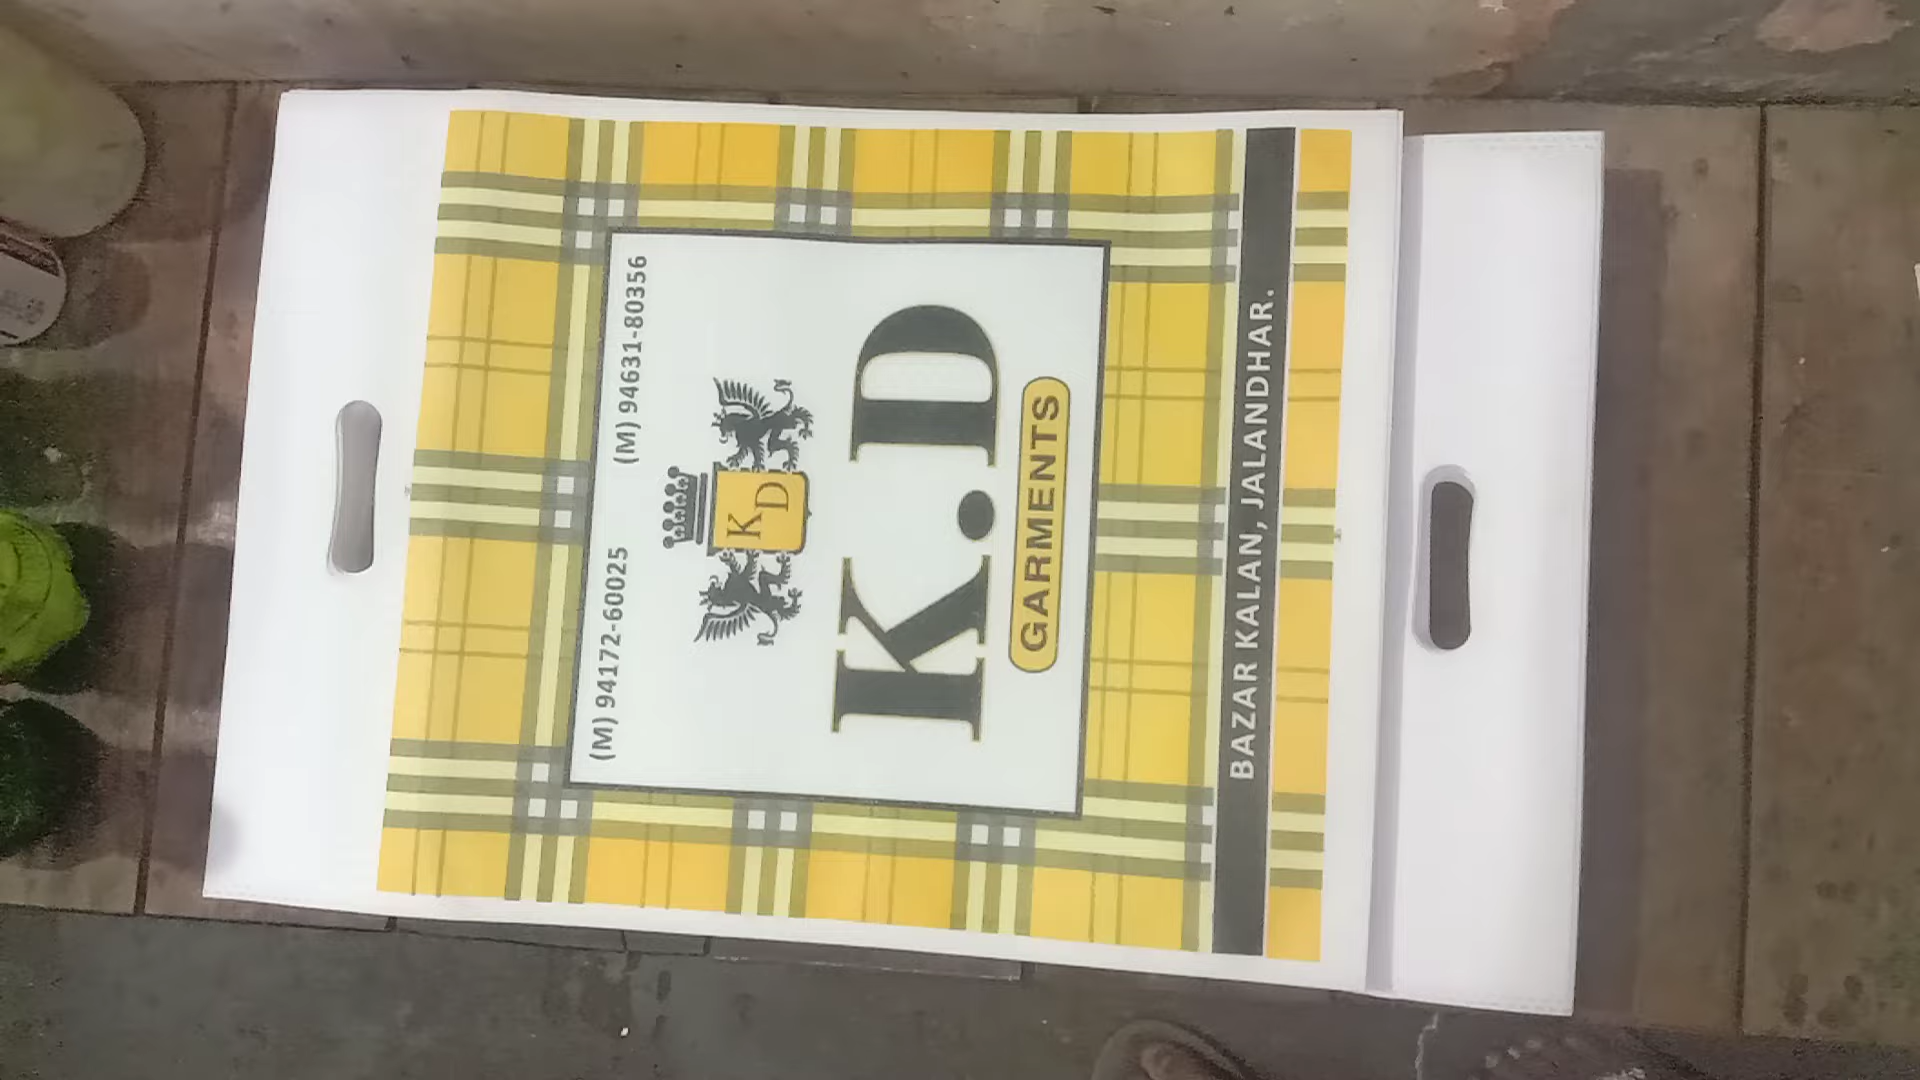 (M) 94172-60025 (M) 94631-80356
K D
K.D
GARMENTS
BAZAR KALAN, JALANDHAR.